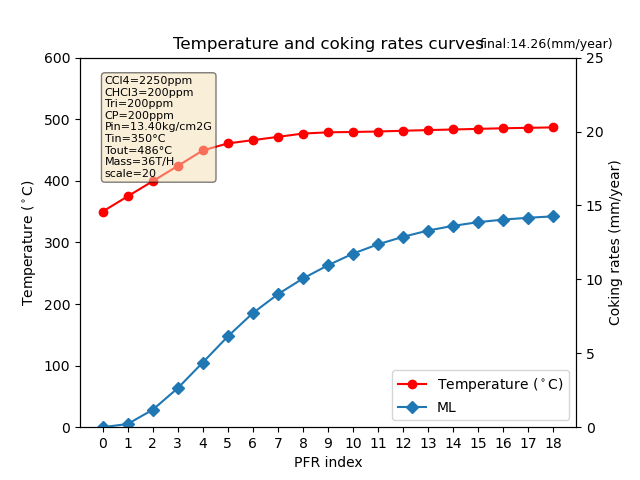 Temperature and coking rates curves
final:14.26(mm/year)
CCl4=2250ppm
CHCl3=200ppm
Tri=200ppm
CP=200ppm
Pin=13.40kg/cm2G
Tin=350°C
Tout=486°C
Mass=36T/H
scale=20
600
500
400
300
200
100
0
Temperature (°C)
25
20
15
10
5
0
Coking rates (mm/year)
Temperature (°C)
ML
0 1 2 3 4 5 6 7 8 9 10 11 12 13 14 15 16 17 18
PFR index